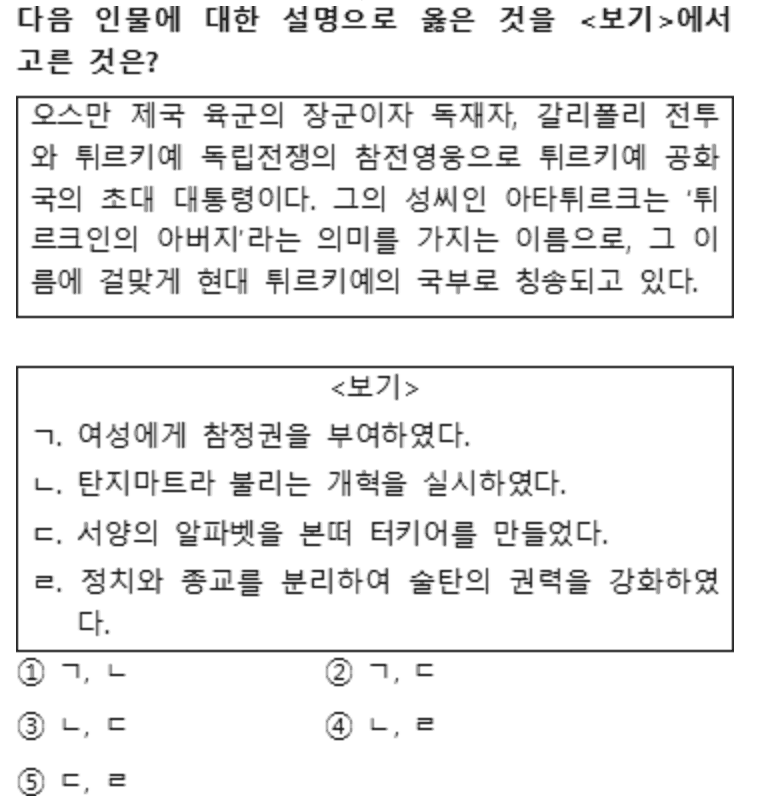 다음 인물에 대한 설명으로 옳은 것을 <보기>에서
고른 것은?
오스만 제국 육군의 장군이자 독재자, 갈리폴리 전투
와 튀르키예 독립전쟁의 참전영웅으로 튀르키예 공화
국의 초대 대통령이다. 그의 성씨인 아타튀르크는 '튀
르크인의 아버지'라는 의미를 가지는 이름으로, 그 이
름에 걸맞게 현대 튀르키예의 국부로 칭송되고 있다.
<보기>
ㄱ. 여성에게 참정권을 부여하였다.
ㄴ. 탄지마트라 불리는 개혁을 실시하였다.
ㄷ. 서양의 알파벳을 본떠 터키어를 만들었다.
ㄹ. 정치와 종교를 분리하여 술탄의 권력을 강화하였
다.
① ㄱ, ㄴ ② ㄱ, ㄷ
③ ㄴ, ㄷ ④ ㄴ, ㄹ
⑤ ㄷ, ㄹ